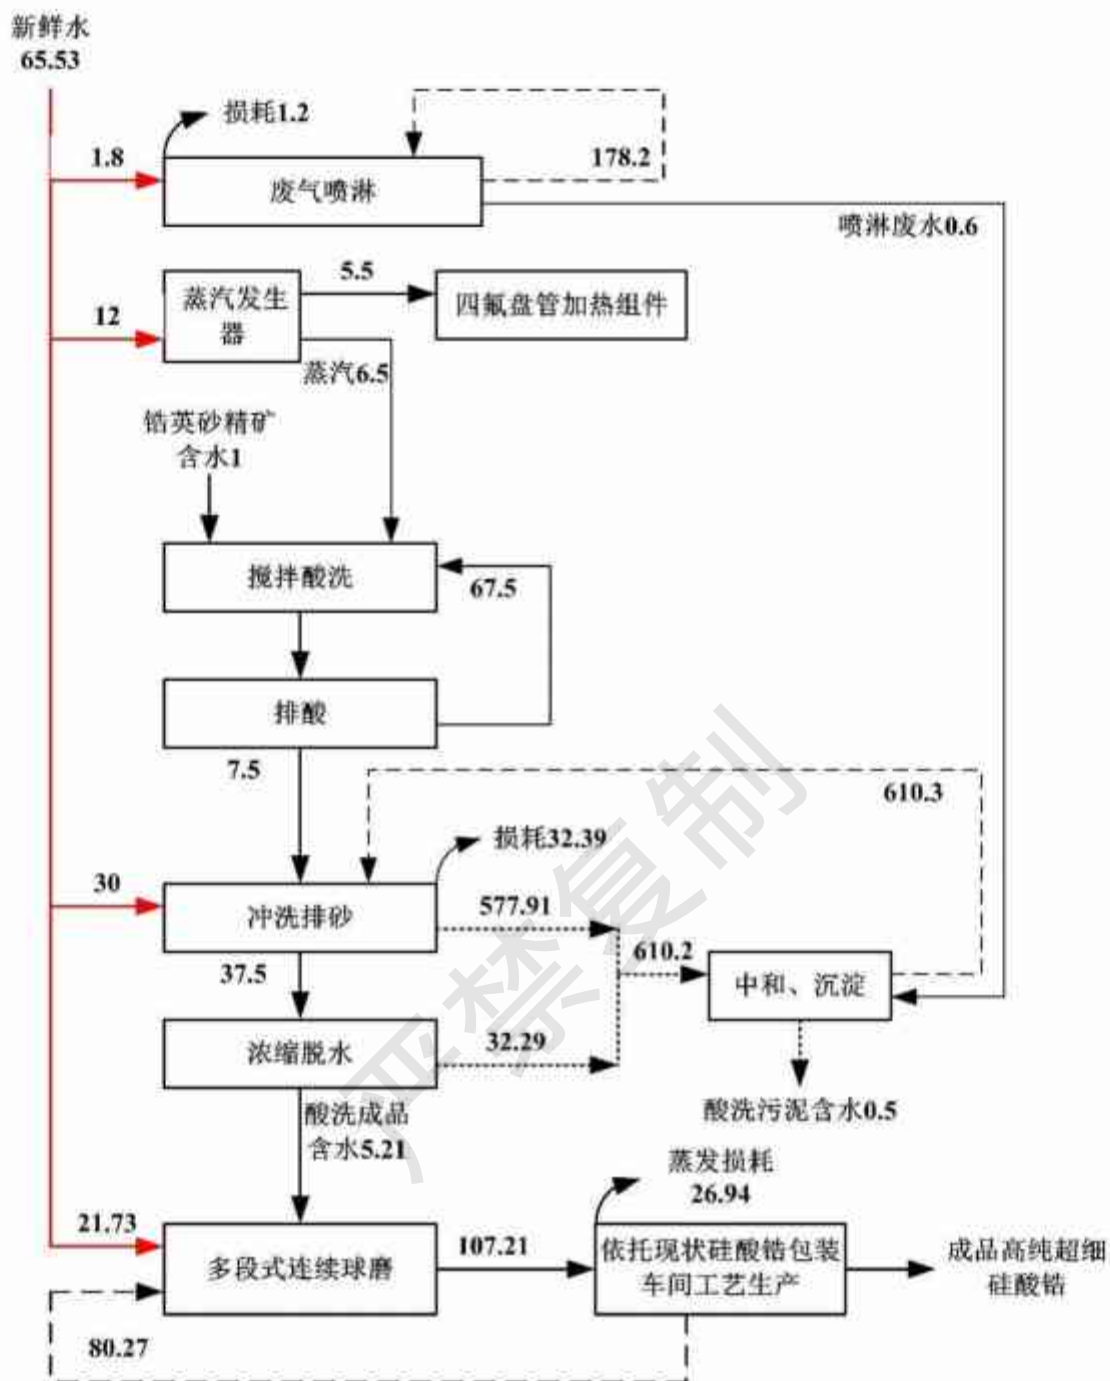 新鲜水
65.53
损耗1.2
1.8
178.2
废气喷淋
喷淋废水0.6
5.5
蒸汽发生
器
四氟盘管加热组件
12
蒸汽6.5
锆英砂精矿
含水1
搅拌酸洗
67.5
排酸
7.5
610.3
损耗32.39
30
冲洗排砂
577.91
610.2
37.5
中和、沉淀
浓缩脱水
32.29
酸洗成品
含水5.21
酸洗污泥含水0.5
蒸发损耗
26.94
21.73
多段式连续球磨
107.21
依托现状硅酸锆包装
车间工艺生产
成品高纯超细
硅酸锆
80.27
严禁复制